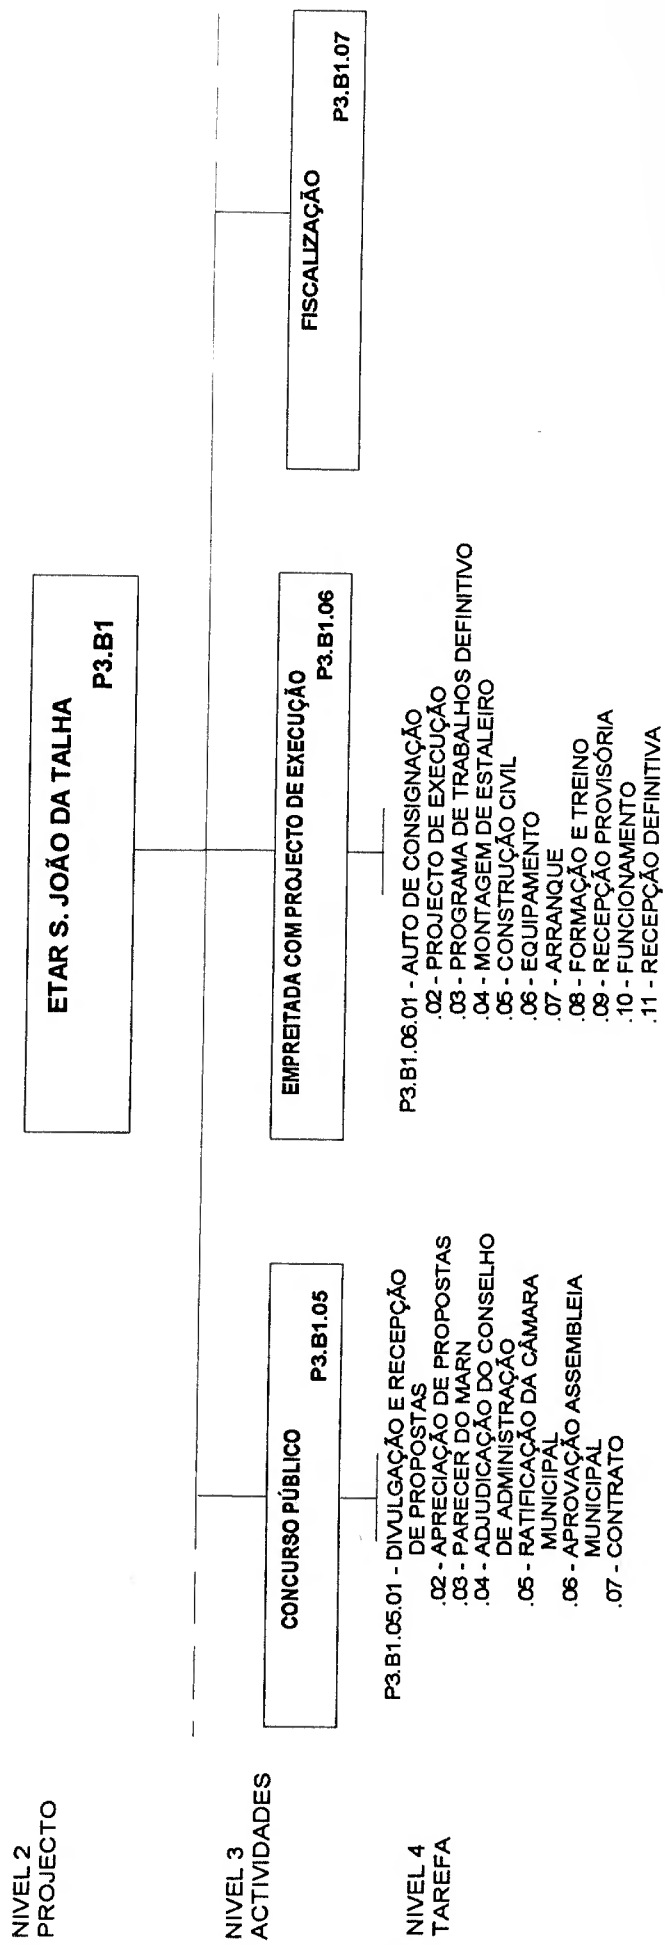 NIVEL 2
PROJECTO
ETAR S. JOÃO DA TALHA
P3.B1
NIVEL 3
ACTIVIDADES
CONCURSO PÚBLICO
P3.B1.05
EMPREITADA COM PROJECTO DE EXECUÇÃO
P3.B1.06
FISCALIZAÇÃO
P3.B1.07
NIVEL 4
TAREFA
P3.B1.05.01 - DIVULGAÇÃO E RECEPÇÃO
DE PROPOSTAS
.02 - APRECIAÇÃO DE PROPOSTAS
.03 - PARECER DO MARN
.04 - ADJUDICAÇÃO DO CONSELHO
DE ADMINISTRAÇÃO
.05 - RATIFICAÇÃO DA CÂMARA
MUNICIPAL
.06 - APROVAÇÃO ASSEMBLEIA
MUNICIPAL
.07 - CONTRATO
P3.B1.06.01 - AUTO DE CONSIGNAÇÃO
.02 - PROJECTO DE EXECUÇÃO
.03 - PROGRAMA DE TRABALHOS DEFINITIVO
.04 - MONTAGEM DE ESTALEIRO
.05 - CONSTRUÇÃO CIVIL
.06 - EQUIPAMENTO
.07 - ARRANQUE
.08 - FORMAÇÃO E TREINO
.09 - RECEPÇÃO PROVISÓRIA
.10 - FUNCIONAMENTO
.11 - RECEPÇÃO DEFINITIVA